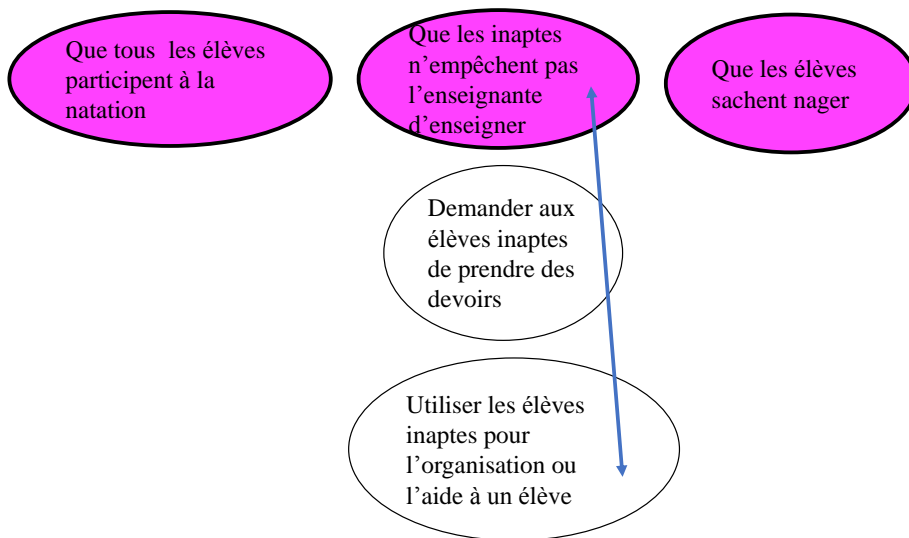 Que tous  les élèves
participent à la
natation
Que les inaptes
n’empêchent pas
l’enseignante
d’enseigner
Que les élèves
sachent nager
Demander aux
élèves inaptes
de prendre des
devoirs
Utiliser les élèves
inaptes pour
l’organisation ou
l’aide à un élève